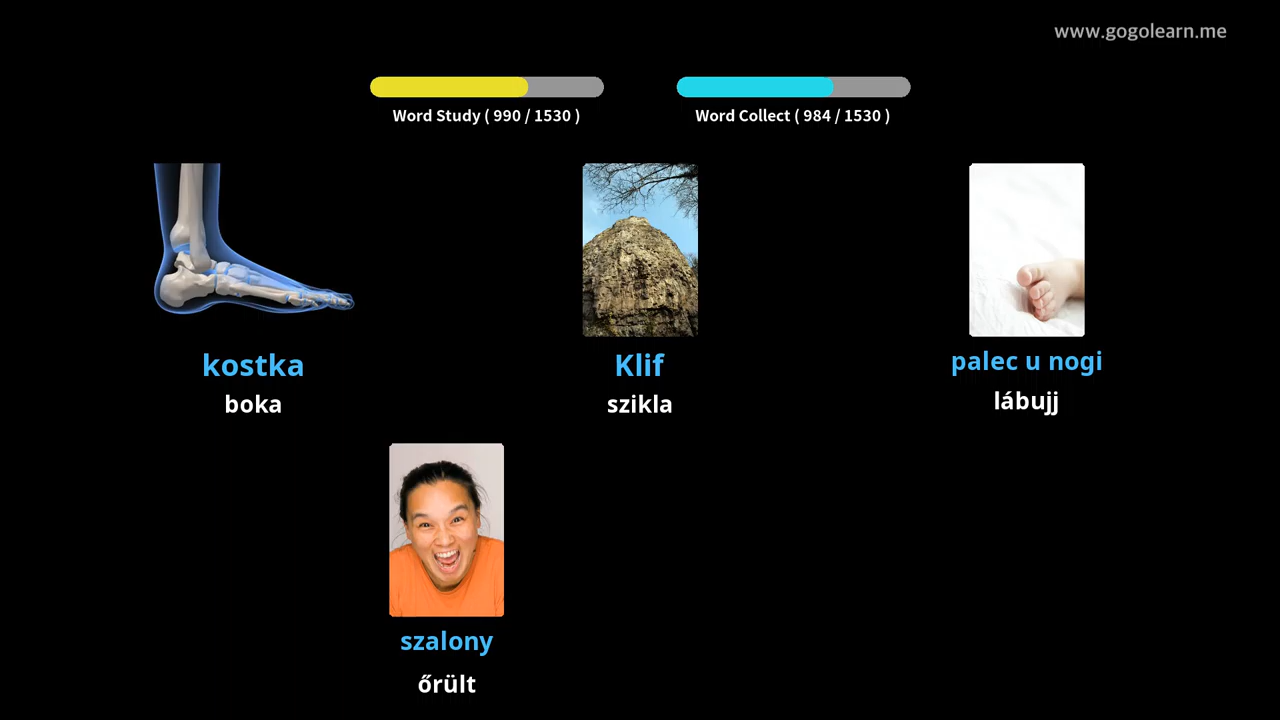 www.gogolearn.me
Word Study ( 990 / 1530 )
Word Collect ( 984 / 1530 )
kostka
boka
Klif
szikla
palec u nogi
lábujj
szalony
őrült